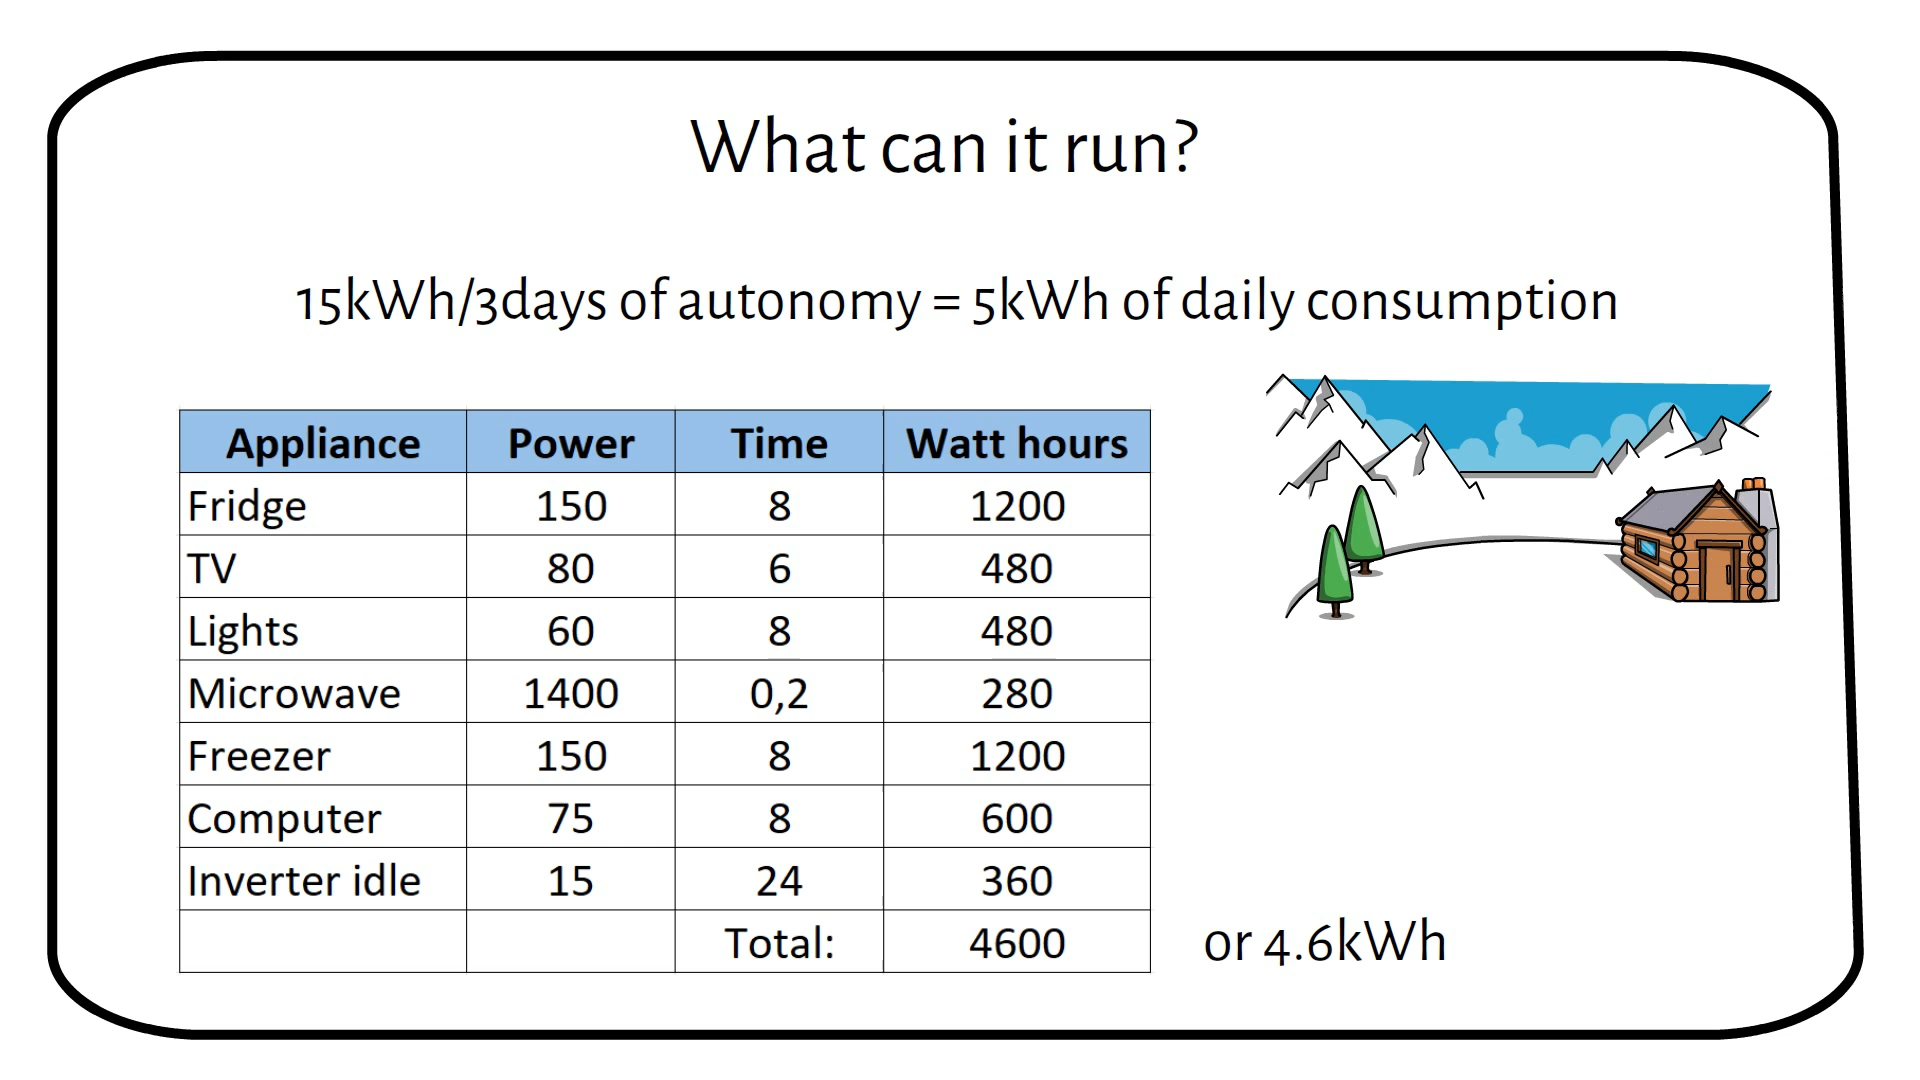 What can it run?
15kWh/3days of autonomy = 5kWh of daily consumption
Appliance Power Time Watt hours
Fridge 150 8 1200
TV 80 6 480
Lights 60 8 480
Microwave 1400 0,2 280
Freezer 150 8 1200
Computer 75 8 600
Inverter idle 15 24 360
Total: 4600
or 4.6kWh